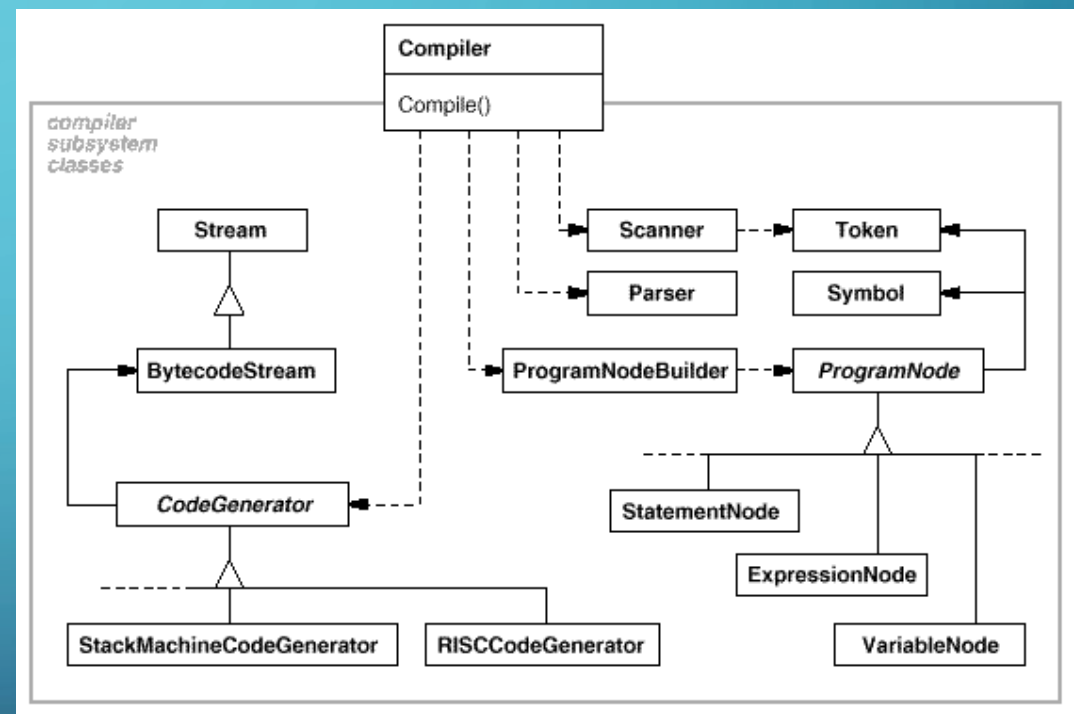 Compiler
Compile()
compiler
subsystem
classes
Stream
Scanner
Token
Parser
Symbol
BytecodeStream
ProgramNodeBuilder
ProgramNode
CodeGenerator
StatementNode
ExpressionNode
StackMachineCodeGenerator
RISCCodeGenerator
VariableNode